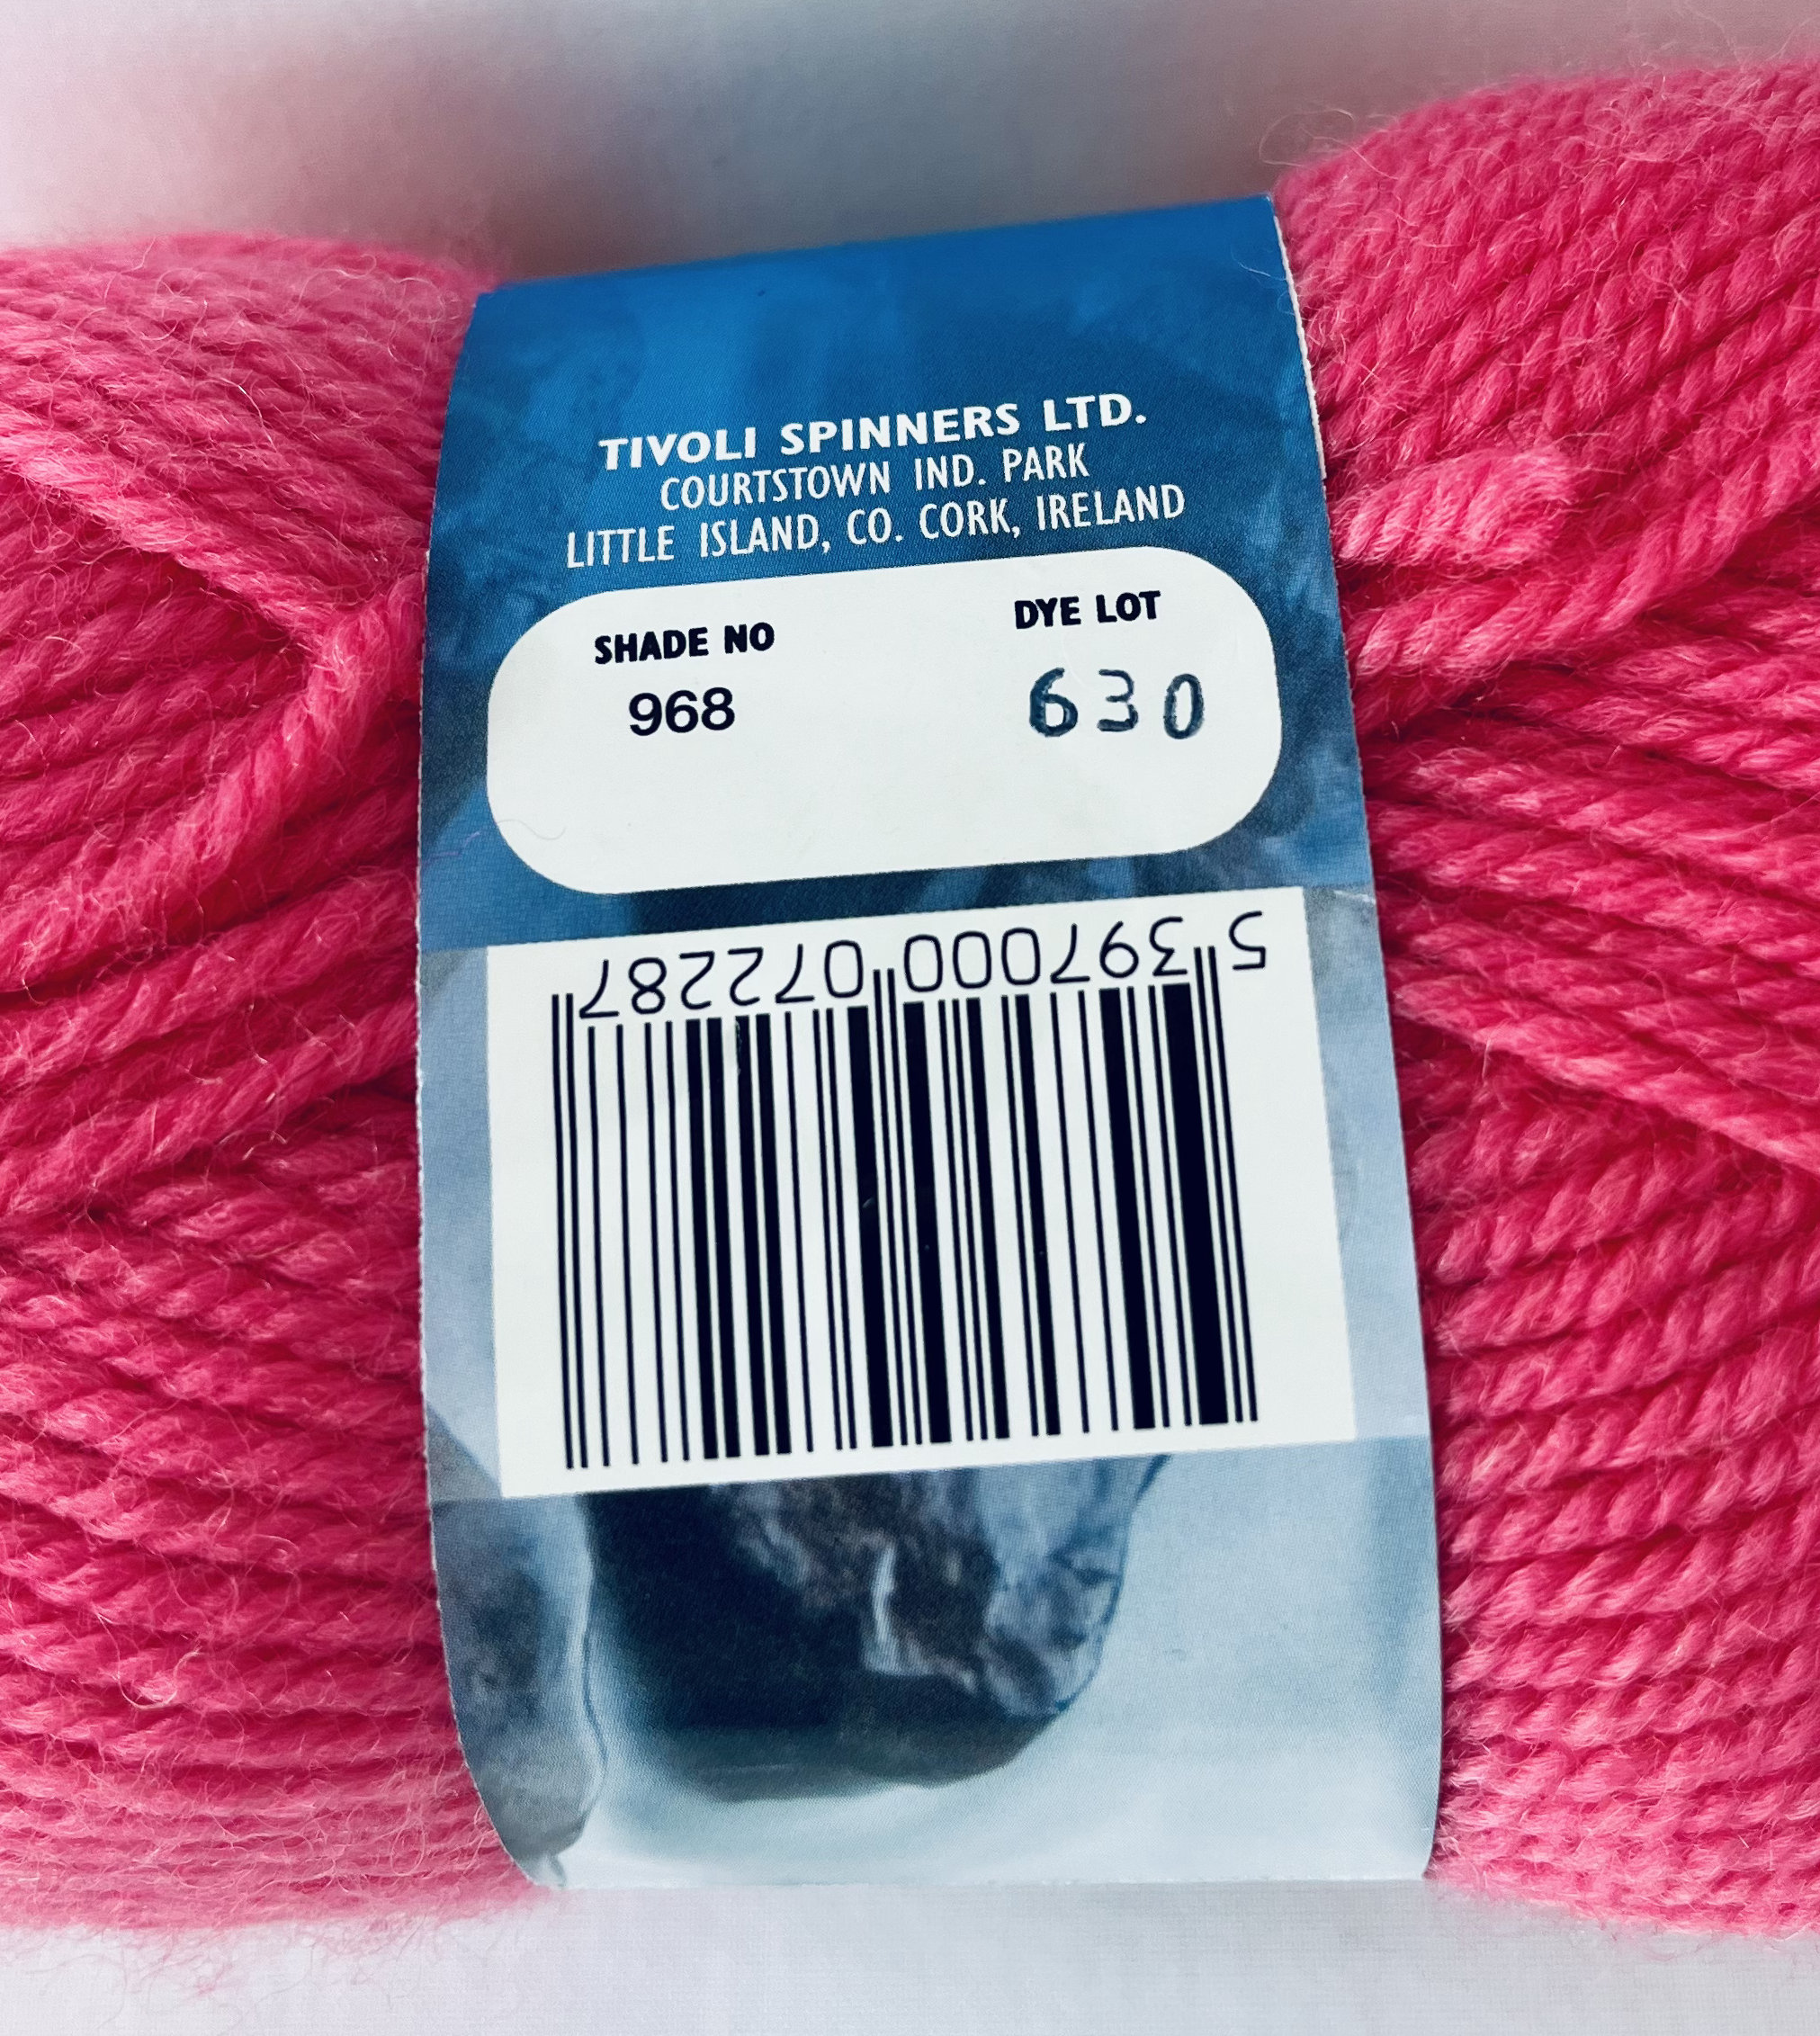 TIVOLI SPINNERS LTD.
COURTSTOWN IND. PARK
LITTLE ISLAND, CO. CORK, IRELAND
SHADE NO DYE LOT
968 630
5 397000 072287